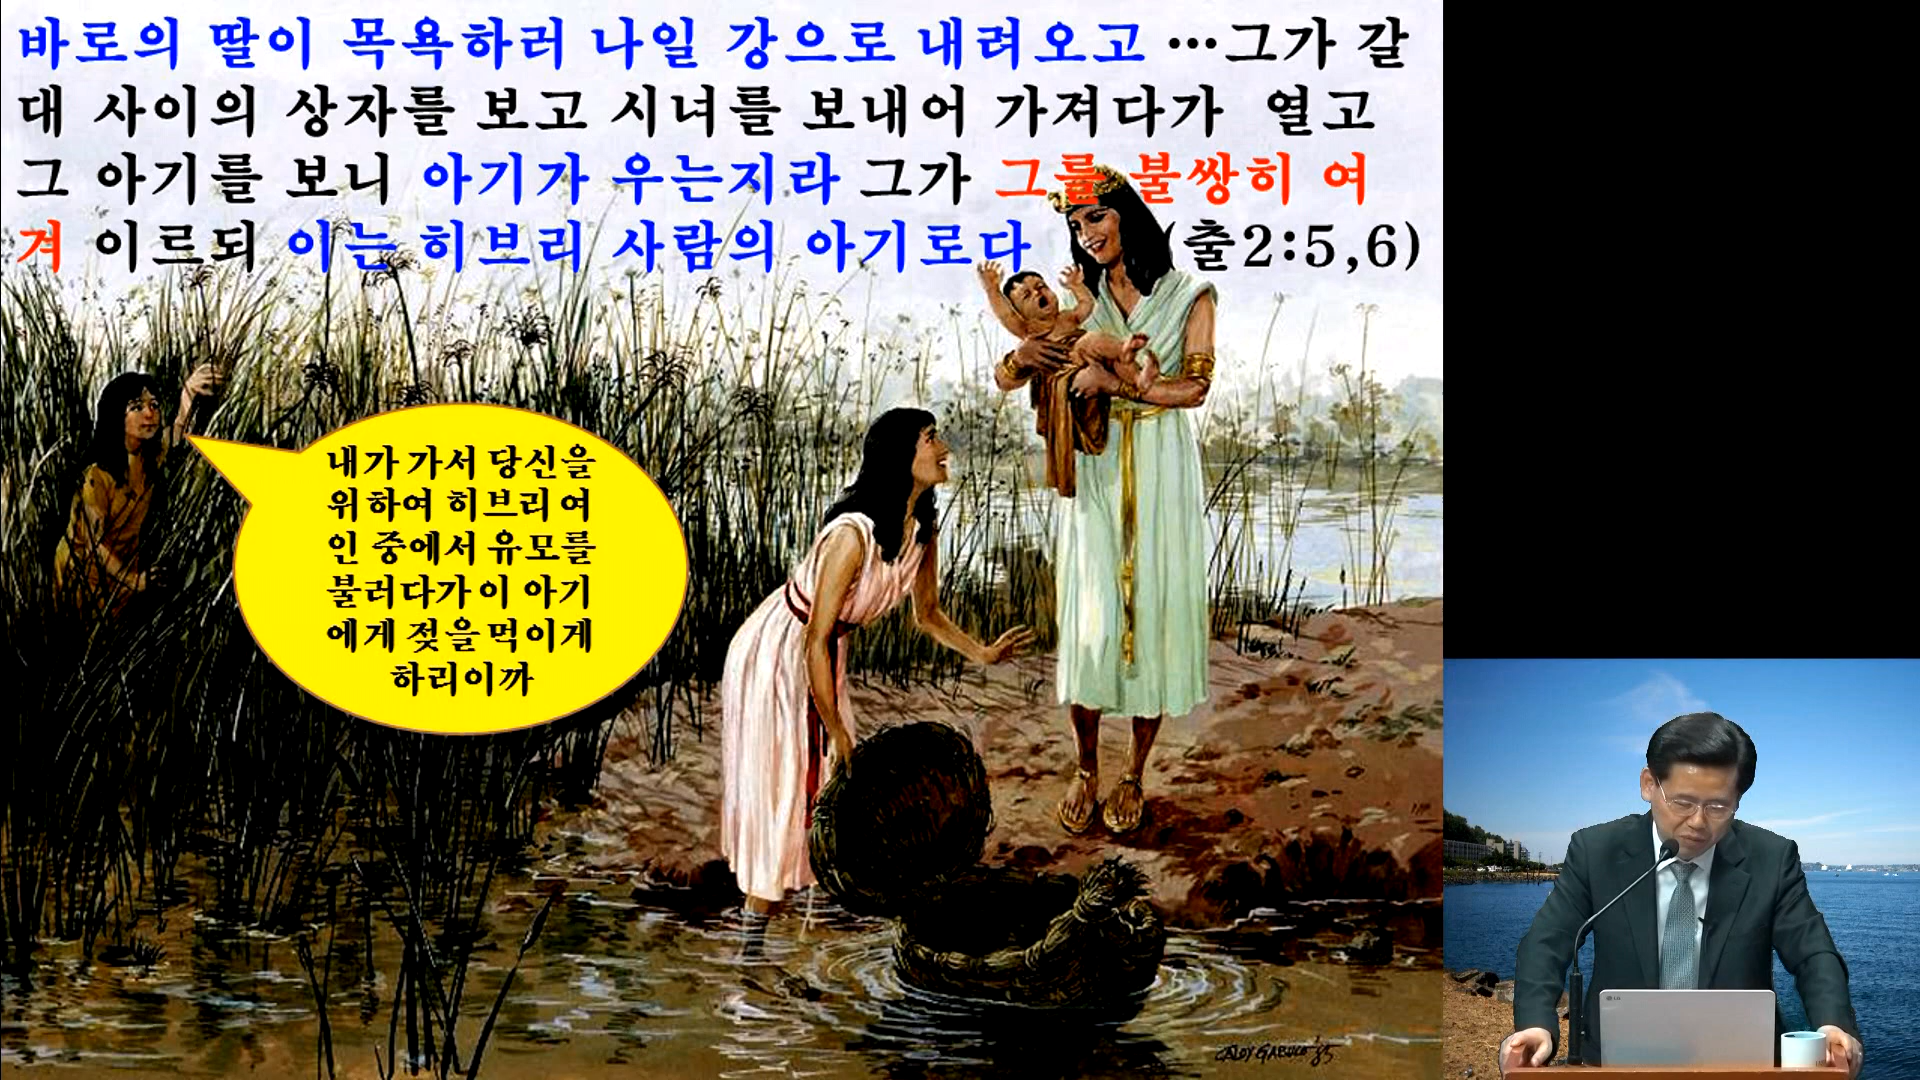 바로의 딸이 목욕하러 나일 강으로 내려오고 …그가 갈
대 사이의 상자를 보고 시녀를 보내어 가져다가 열고
그 아기를 보니 아기가 우는지라 그가 그를 불쌍히 여
겨 이르되 이는 히브리 사람의 아기로다 (출2:5,6)
내가 가서 당신을
위하여 히브리 여
인 중에서 유모를
불러다가 이 아기
에게 젖을 먹이게
하리이까
CALOY GABUCO '85
LG